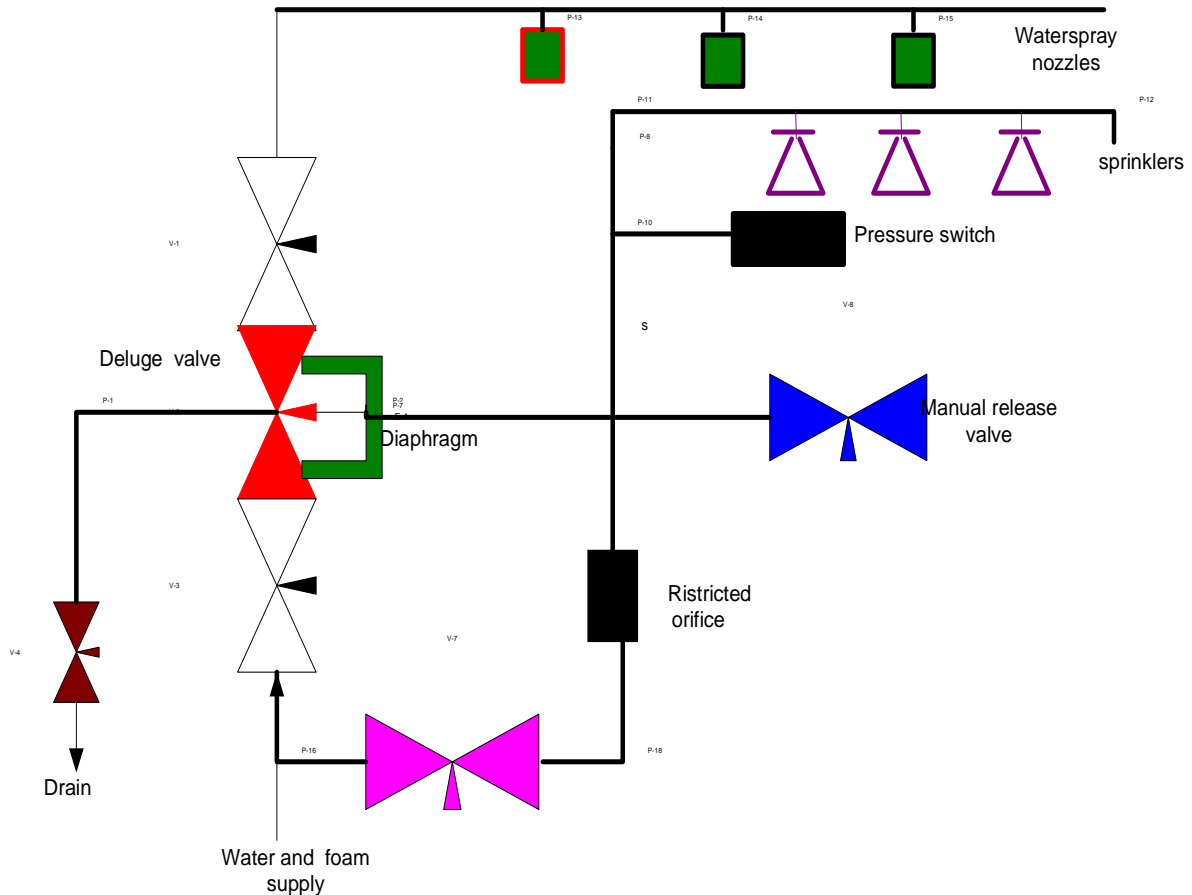 P-13
P-14
P-15
Waterspray
nozzles
P-11
P-12
P-8
sprinklers
P-10
Pressure switch
V-1
V-8
s
Deluge valve
P-1
P-2
P-7
Manual release
valve
Diaphragm
V-3
Ristricted
orifice
V-7
V-4
P-16
P-18
Drain
Water and foam
supply